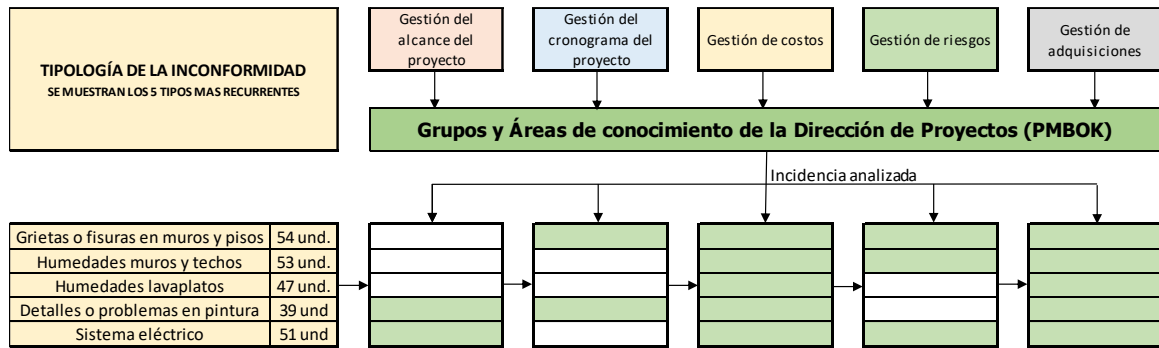 TIPOLOGÍA DE LA INCONFORMIDAD
SE MUESTRAN LOS 5 TIPOS MAS RECURRENTES
Gestión del
alcance del
proyecto
Gestión del
cronograma del
proyecto
Gestión de costos
Gestión de riesgos
Gestión de
adquisiciones
Grupos y Áreas de conocimiento de la Dirección de Proyectos (PMBOK)
Incidencia analizada
Grietas o fisuras en muros y pisos 54 und.
Humedades muros y techos 53 und.
Humedades lavaplatos 47 und.
Detalles o problemas en pintura 39 und
Sistema eléctrico 51 und